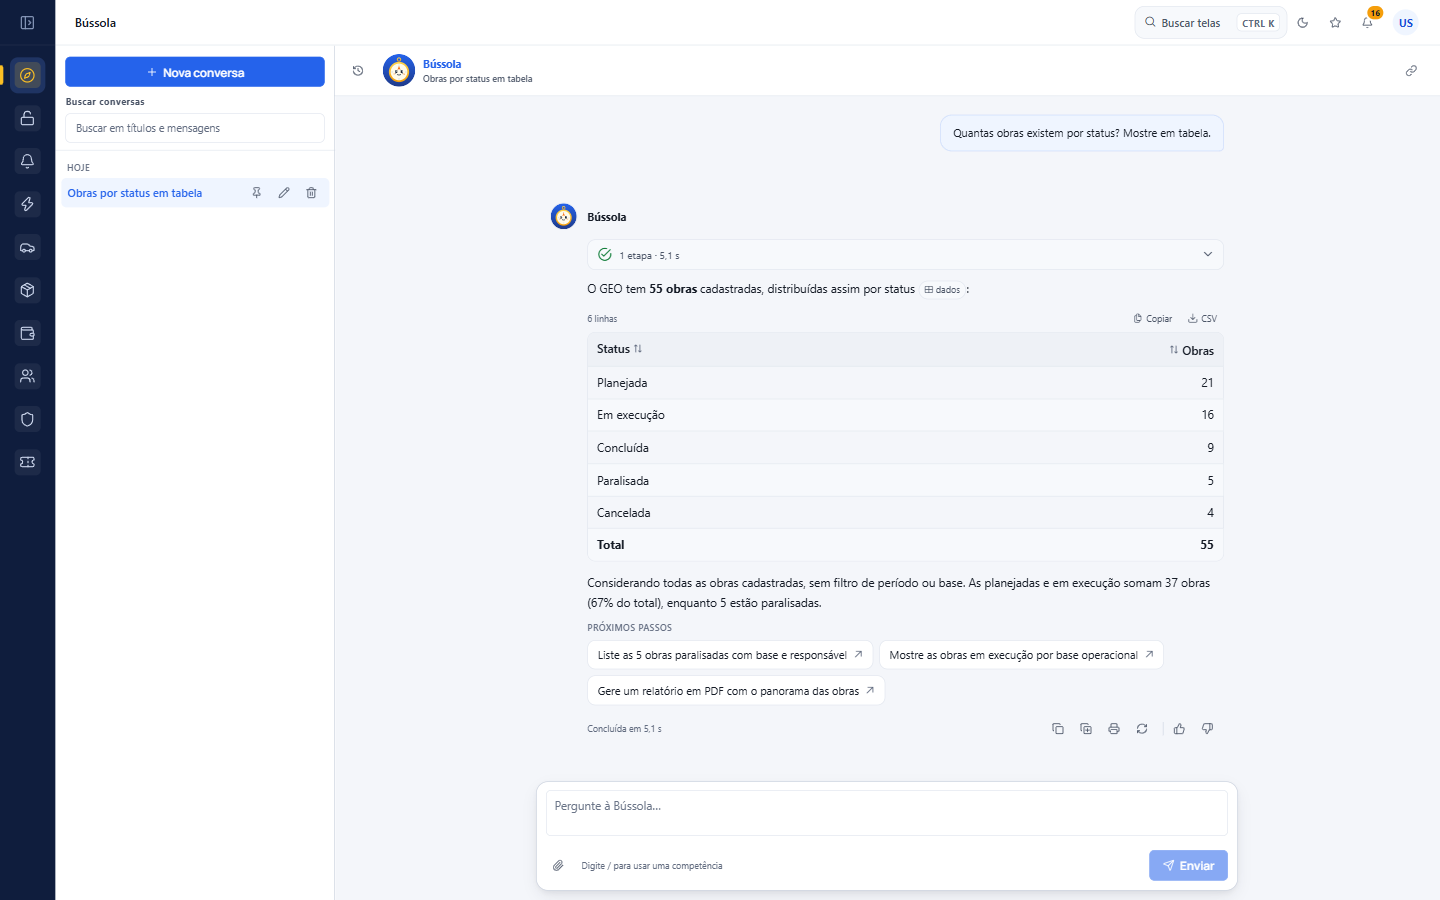 Bússola
Buscar telas CTRL K
16
US
Nova conversa
Buscar conversas
Buscar em títulos e mensagens
HOJE
Obras por status em tabela
Bússola
Obras por status em tabela
Quantas obras existem por status? Mostre em tabela.
Bússola
1 etapa · 5,1 s
O GEO tem 55 obras cadastradas, distribuídas assim por status dados :
6 linhas Copiar CSV
Status Obras
Planejada 21
Em execução 16
Concluída 9
Paralisada 5
Cancelada 4
Total 55
Considerando todas as obras cadastradas, sem filtro de período ou base. As planejadas e em execução somam 37 obras
(67% do total), enquanto 5 estão paralisadas.
PRÓXIMOS PASSOS
Liste as 5 obras paralisadas com base e responsável
Mostre as obras em execução por base operacional
Gere um relatório em PDF com o panorama das obras
Concluída em 5,1 s
Pergunte à Bússola...
Digite / para usar uma competência
Enviar